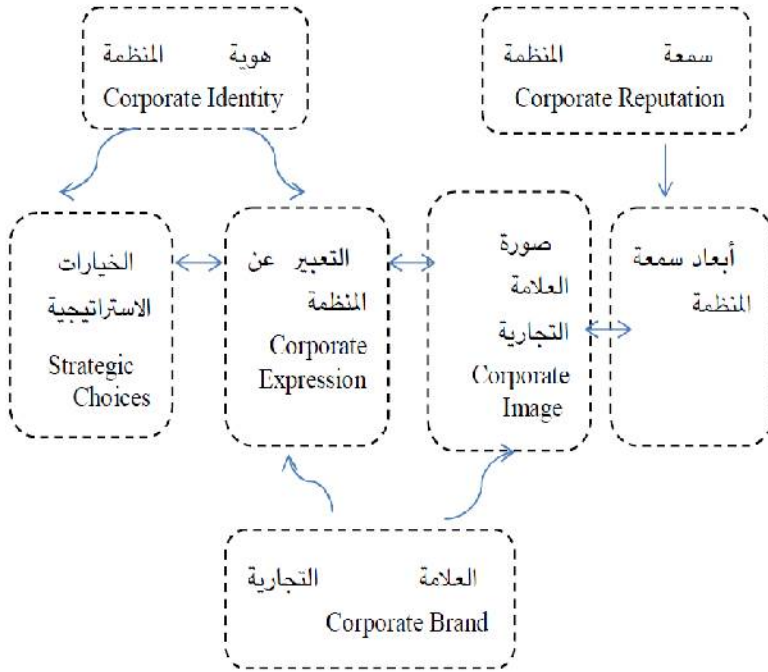 هوية المنظمة
Corporate Identity
سمعة المنظمة
Corporate Reputation
الخيارات
الاستراتيجية
Strategic
Choices
التعبير عن
المنظمة
Corporate
Expression
صورة
العلامة
التجارية
Corporate
Image
أبعاد سمعة
المنظمة
العلامة التجارية
Corporate Brand